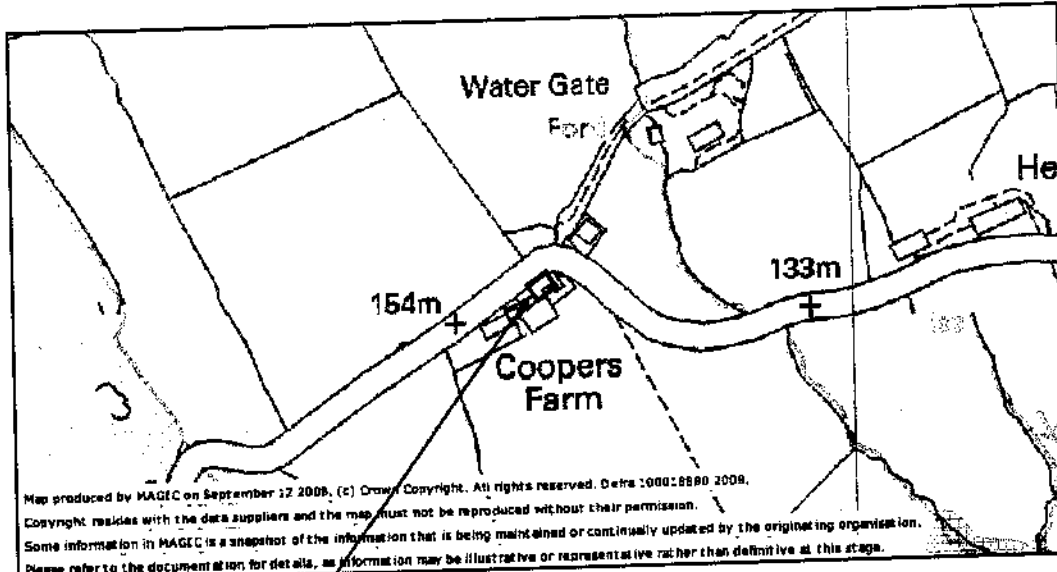 Water Gate
Ford
He
133m
154m
Coopers
Farm
Map produced by MAGIC on September 12 2008. (c) Crown Copyright. All rights reserved. Defra 100018880 2008.
Copyright resides with the data suppliers and the map must not be reproduced without their permission.
Some information in MAGIC is a snapshot of the information that is being maintained or continually updated by the originating organisation.
Please refer to the documentation for details, as information may be illustrative or representative rather than definitive at this stage.